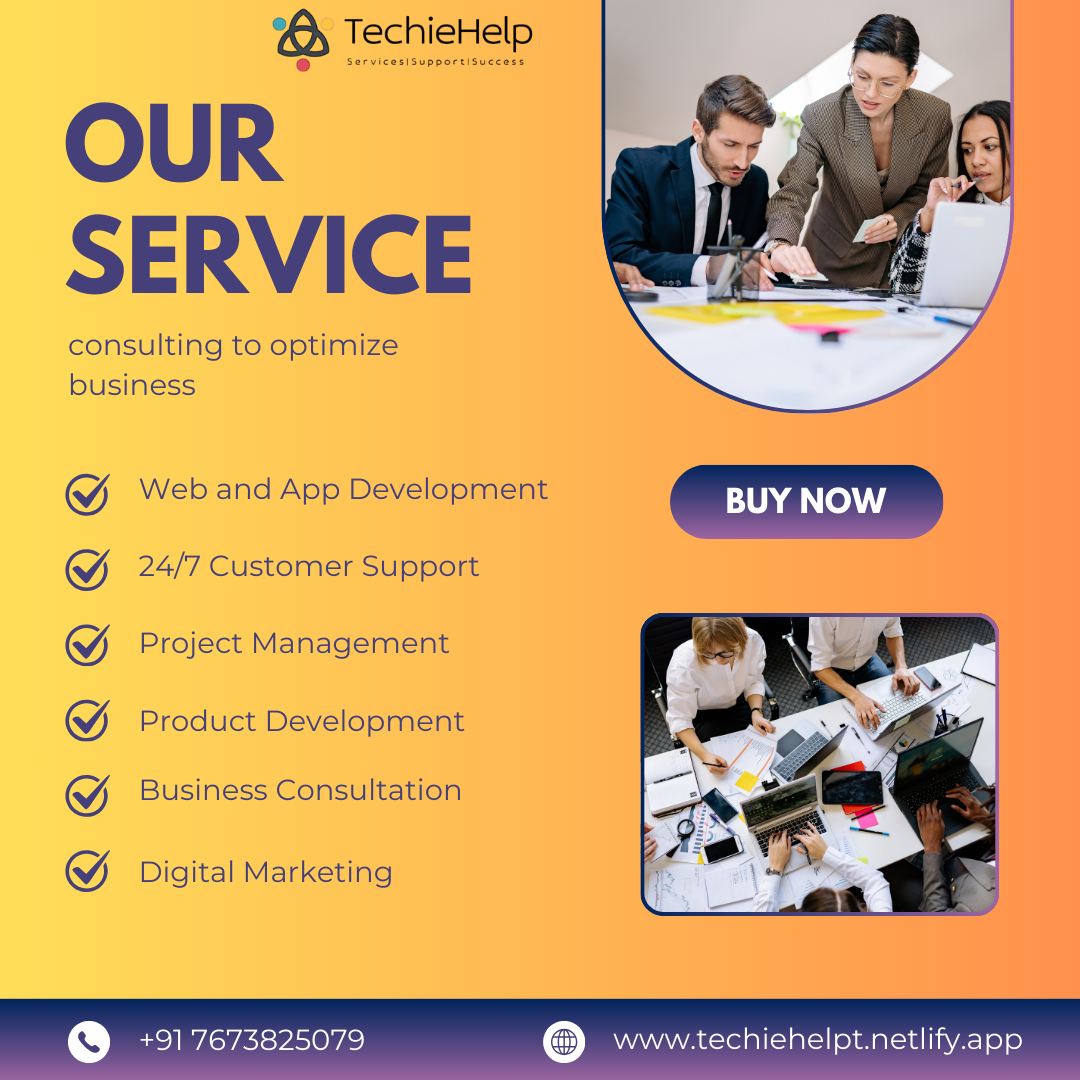 TechieHelp
Services|Support|Success
OUR
SERVICE
consulting to optimize
business
Web and App Development
24/7 Customer Support
Project Management
Product Development
Business Consultation
Digital Marketing
BUY NOW
+91 7673825079
www.techiehelpt.netlify.app